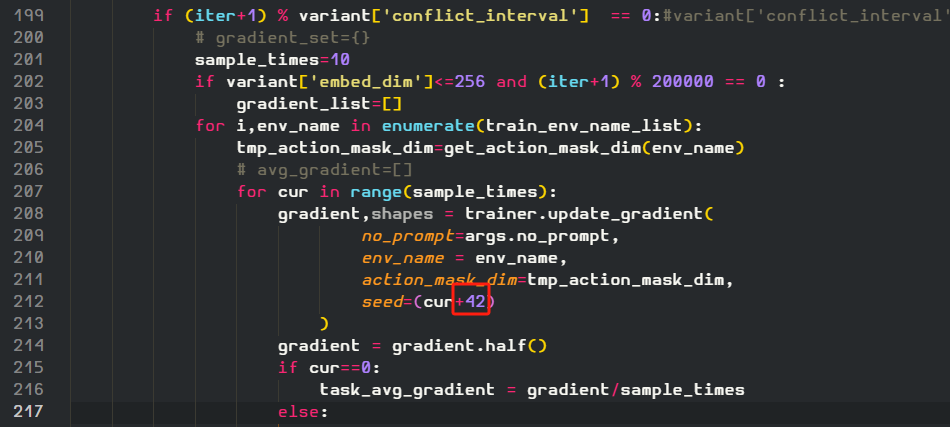 199 if (iter+1) % variant['conflict_interval']  == 0:#variant['conflict_interval'
200 # gradient_set={}
201 sample_times=10
202 if variant['embed_dim']<=256 and (iter+1) % 200000 == 0 :
203 gradient_list=[]
204 for i,env_name in enumerate(train_env_name_list):
205 tmp_action_mask_dim=get_action_mask_dim(env_name)
206 # avg_gradient=[]
207 for cur in range(sample_times):
208 gradient,shapes = trainer.update_gradient(
209 no_prompt=args.no_prompt,
210 env_name = env_name,
211 action_mask_dim=tmp_action_mask_dim,
212 seed=(cur+42)
213 )
214 gradient = gradient.half()
215 if cur==0:
216 task_avg_gradient = gradient/sample_times
217 else: